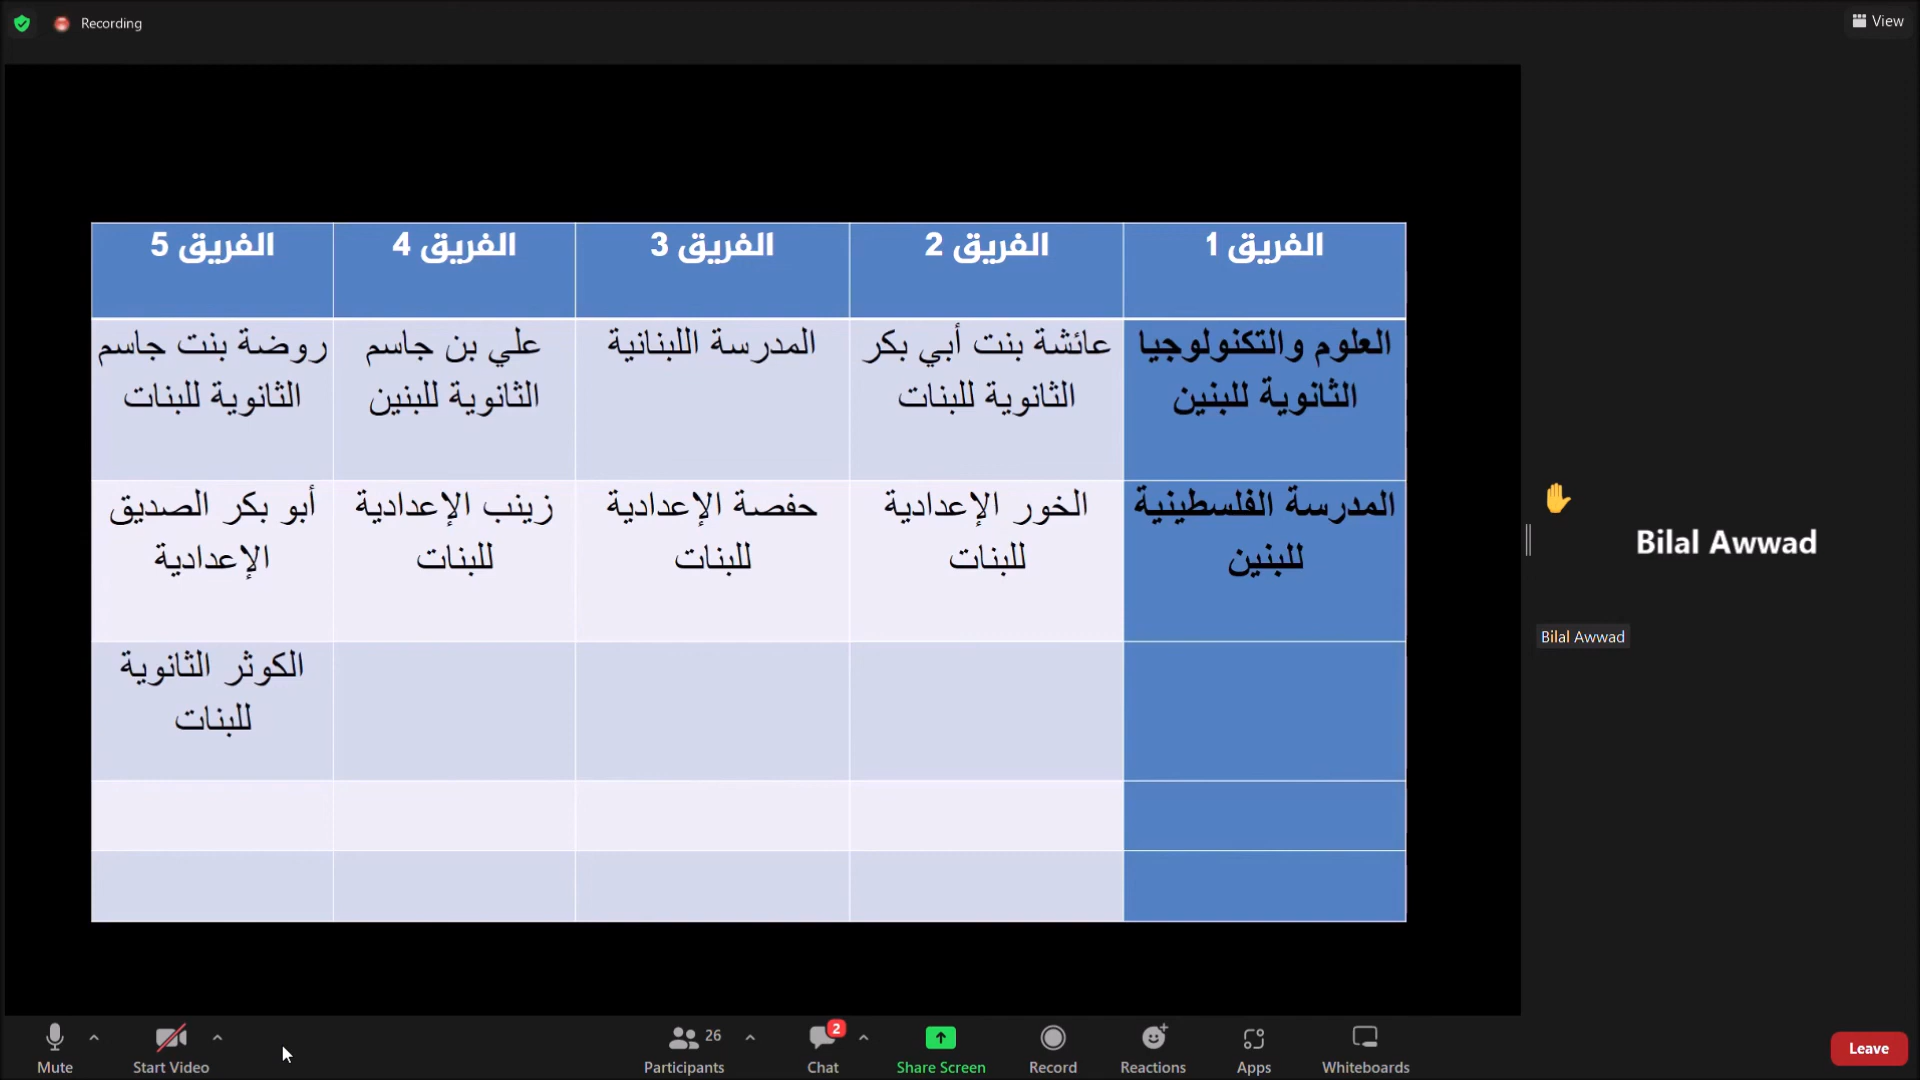 Recording
View
الفريق 1
الفريق 2
الفريق 3
الفريق 4
الفريق 5
العلوم والتكنولوجيا
الثانوية للبنين
عائشة بنت أبي بكر
الثانوية للبنات
المدرسة اللبنانية
علي بن جاسم
الثانوية للبنين
روضة بنت جاسم
الثانوية للبنات
المدرسة الفلسطينية
للبنين
الخور الإعدادية
للبنات
حفصة الإعدادية
للبنات
زينب الإعدادية
للبنات
أبو بكر الصديق
الإعدادية
الكوثر الثانوية
للبنات
Bilal Awwad
Bilal Awwad
Mute
Start Video
26
Participants
2
Chat
Share Screen
Record
Reactions
Apps
Whiteboards
Leave